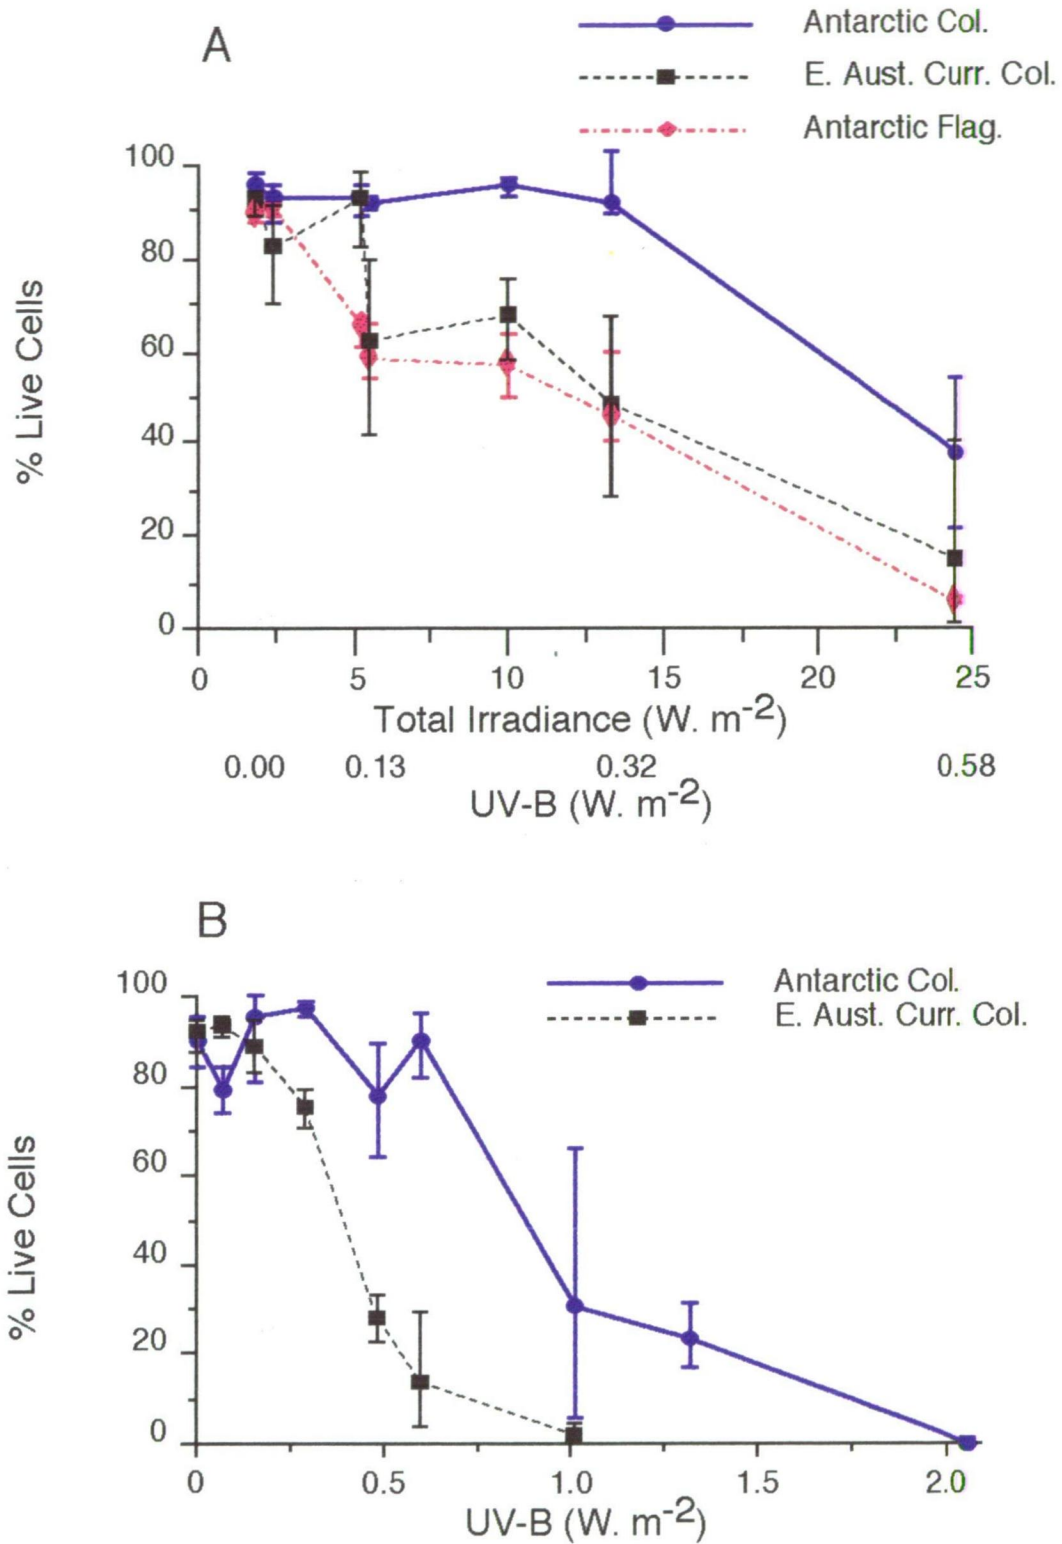 A
Antarctic Col.
E. Aust. Curr. Col.
Antarctic Flag.
100
80
60
40
20
0
% Live Cells
0 5 10 15 20 25
Total Irradiance (W. m-2)
0.00 0.13 0.32 0.58
UV-B (W. m-2)
B
Antarctic Col.
E. Aust. Curr. Col.
100
80
60
40
20
0
% Live Cells
0 0.5 1.0 1.5 2.0
UV-B (W. m-2)